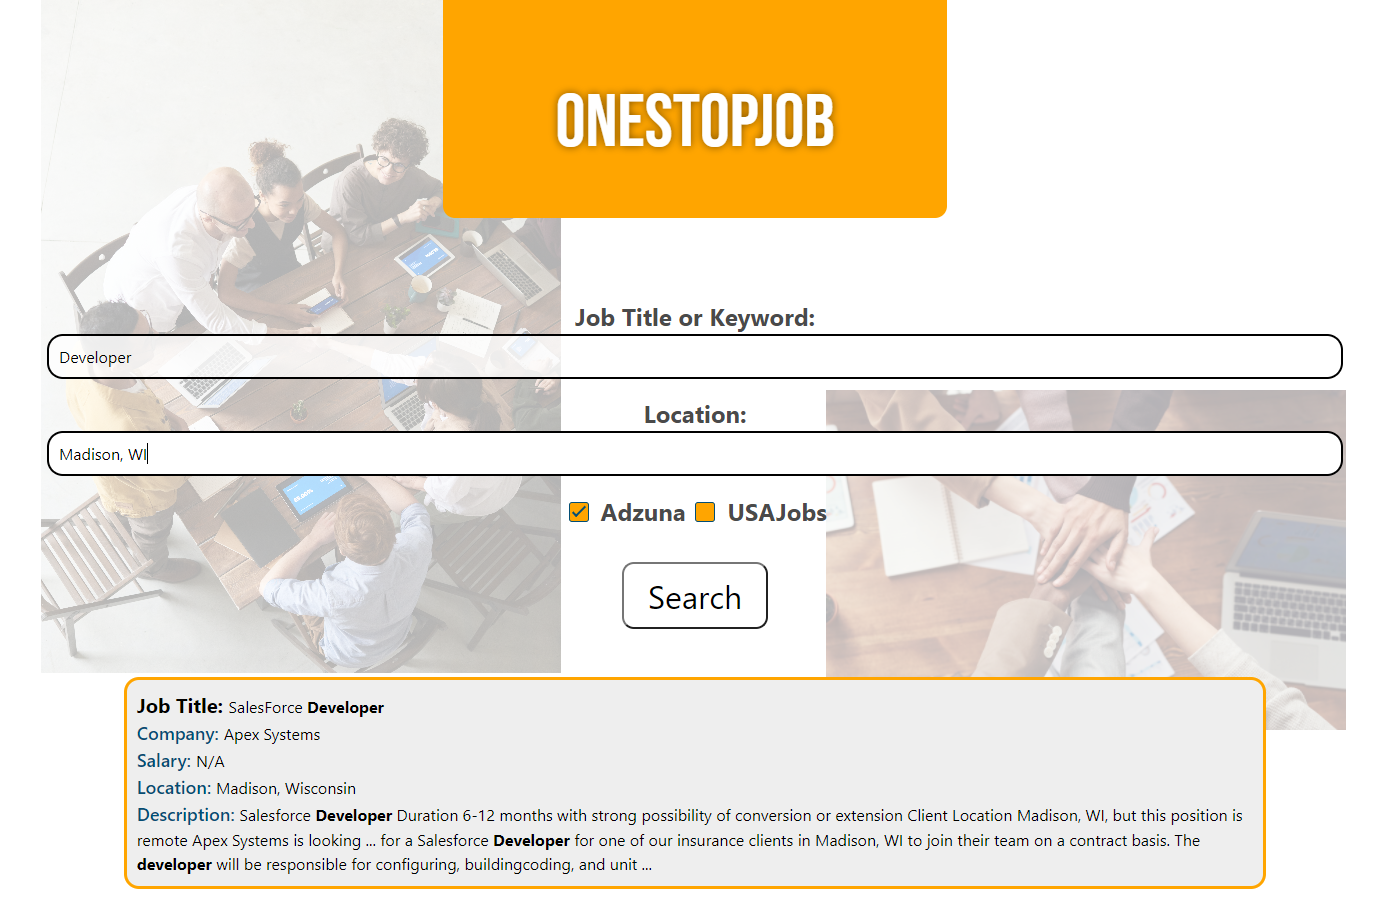 ONESTOPJOB
Job Title or Keyword:
Developer
Location:
Madison, WI
Adzuna USAJobs
Search
Job Title: SalesForce Developer
Company: Apex Systems
Salary: N/A
Location: Madison, Wisconsin
Description: Salesforce Developer Duration 6-12 months with strong possibility of conversion or extension Client Location Madison, WI, but this position is
remote Apex Systems is looking ... for a Salesforce Developer for one of our insurance clients in Madison, WI to join their team on a contract basis. The
developer will be responsible for configuring, buildingcoding, and unit ...